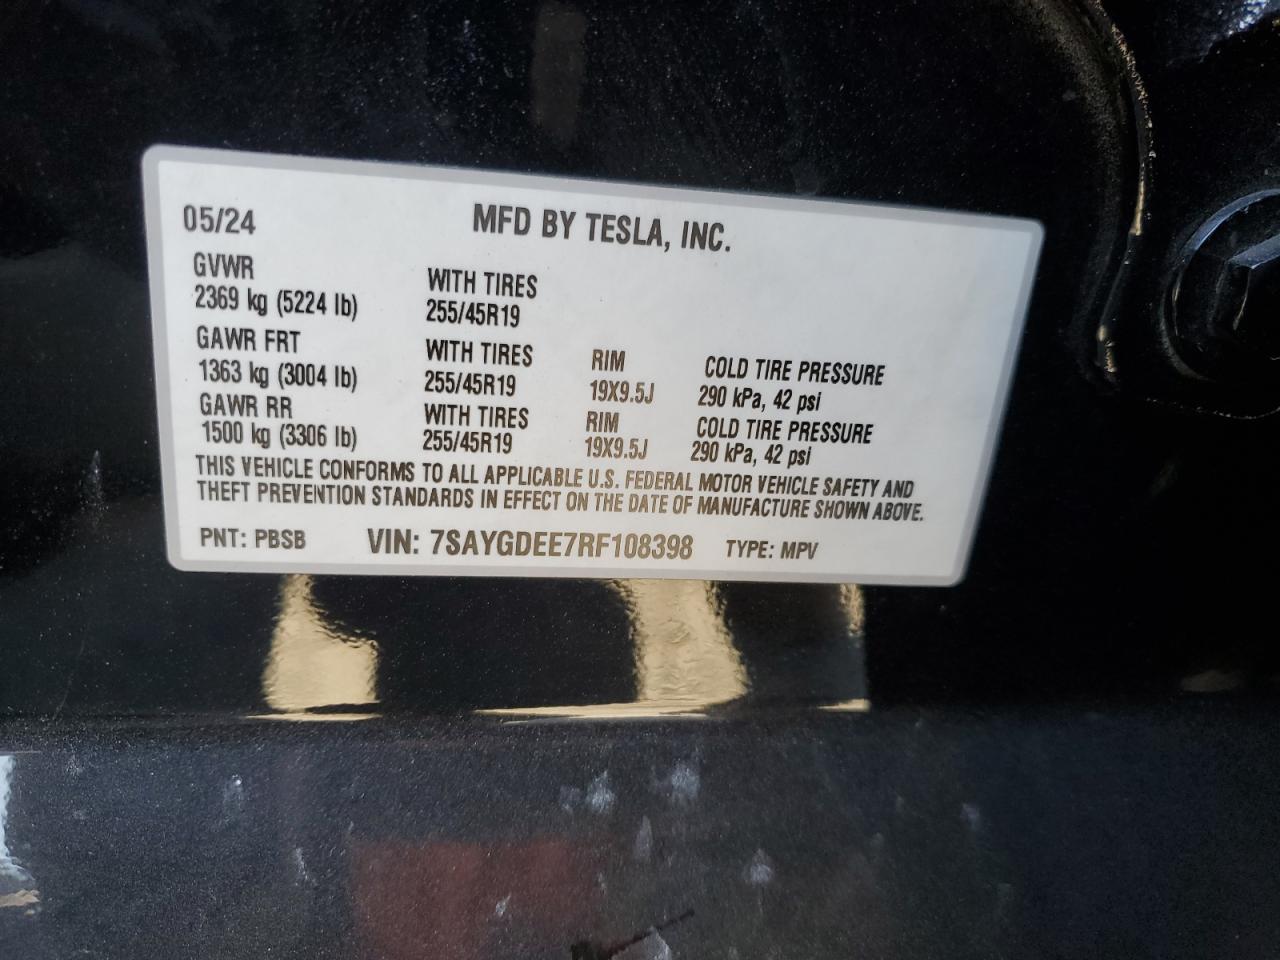 05/24 MFD BY TESLA, INC.
GVWR WITH TIRES
2369 kg (5224 lb) 255/45R19
GAWR FRT WITH TIRES RIM COLD TIRE PRESSURE
1363 kg (3004 lb) 255/45R19 19X9.5J 290 kPa, 42 psi
GAWR RR WITH TIRES RIM COLD TIRE PRESSURE
1500 kg (3306 lb) 255/45R19 19X9.5J 290 kPa, 42 psi
THIS VEHICLE CONFORMS TO ALL APPLICABLE U.S. FEDERAL MOTOR VEHICLE SAFETY AND
THEFT PREVENTION STANDARDS IN EFFECT ON THE DATE OF MANUFACTURE SHOWN ABOVE.
PNT: PBSB VIN: 7SAYGDEE7RF108398 TYPE: MPV